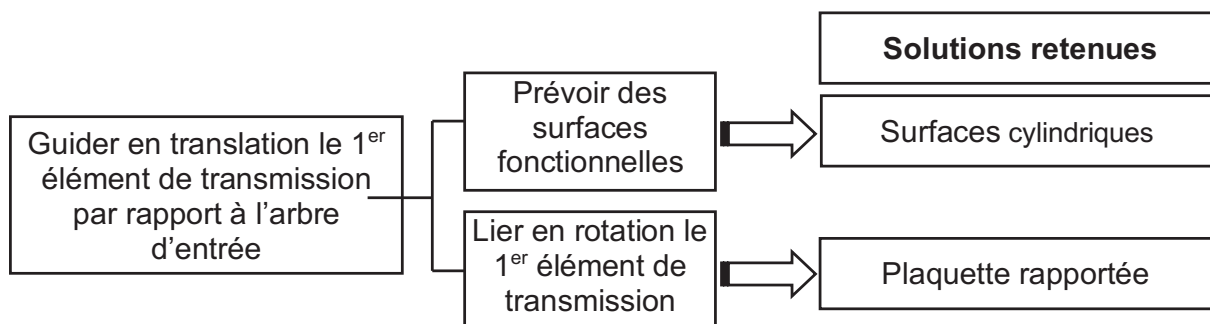 Solutions retenues
Guider en translation le 1er
élément de transmission
par rapport à l’arbre
d’entrée
Prévoir des
surfaces
fonctionnelles
Surfaces cylindriques
Lier en rotation le
1er élément de
transmission
Plaquette rapportée